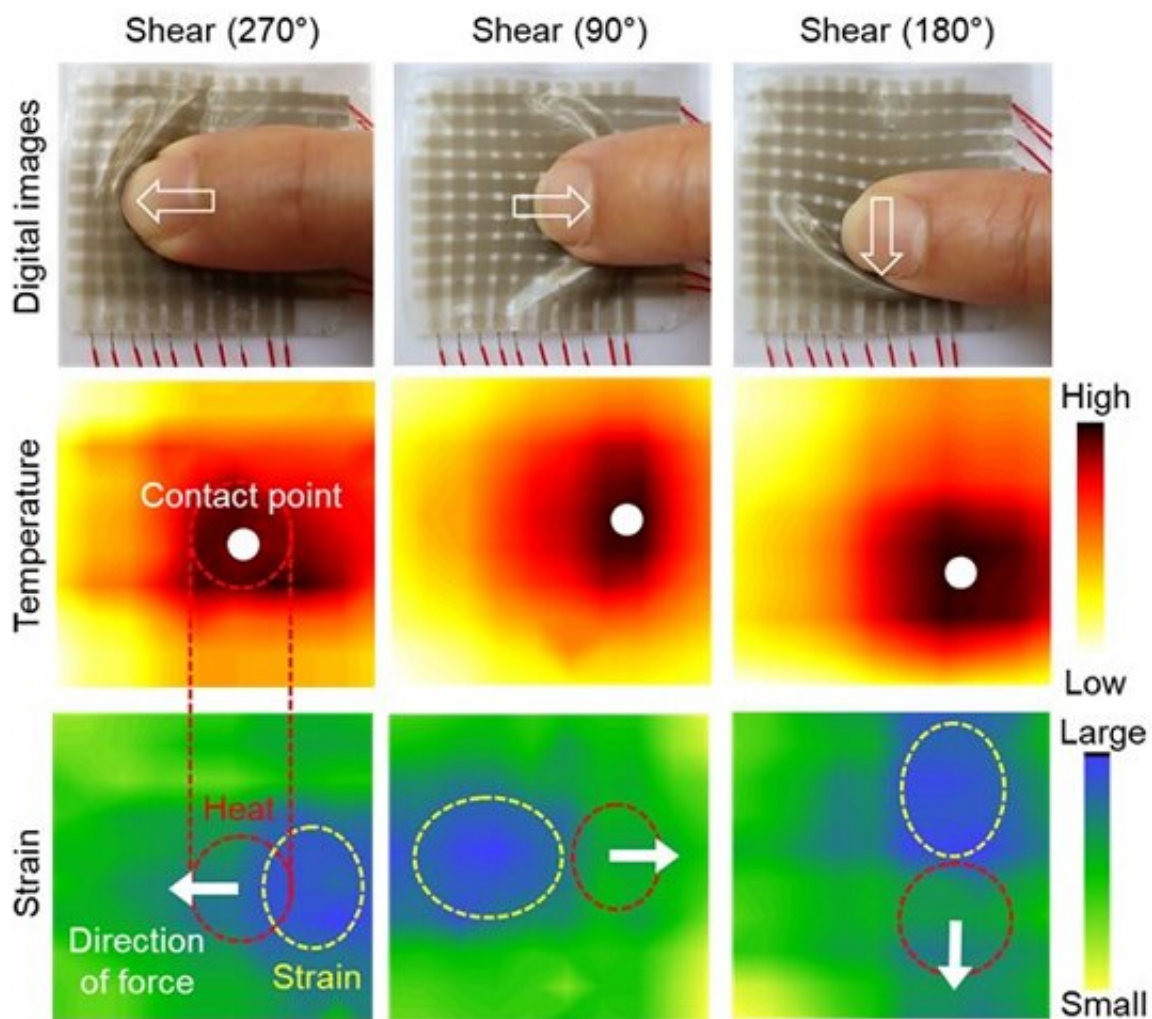 Shear (270°)
Shear (90°)
Shear (180°)
Digital images
Temperature
Contact point
High
Low
Strain
Heat
Direction
of force
Strain
Large
Small